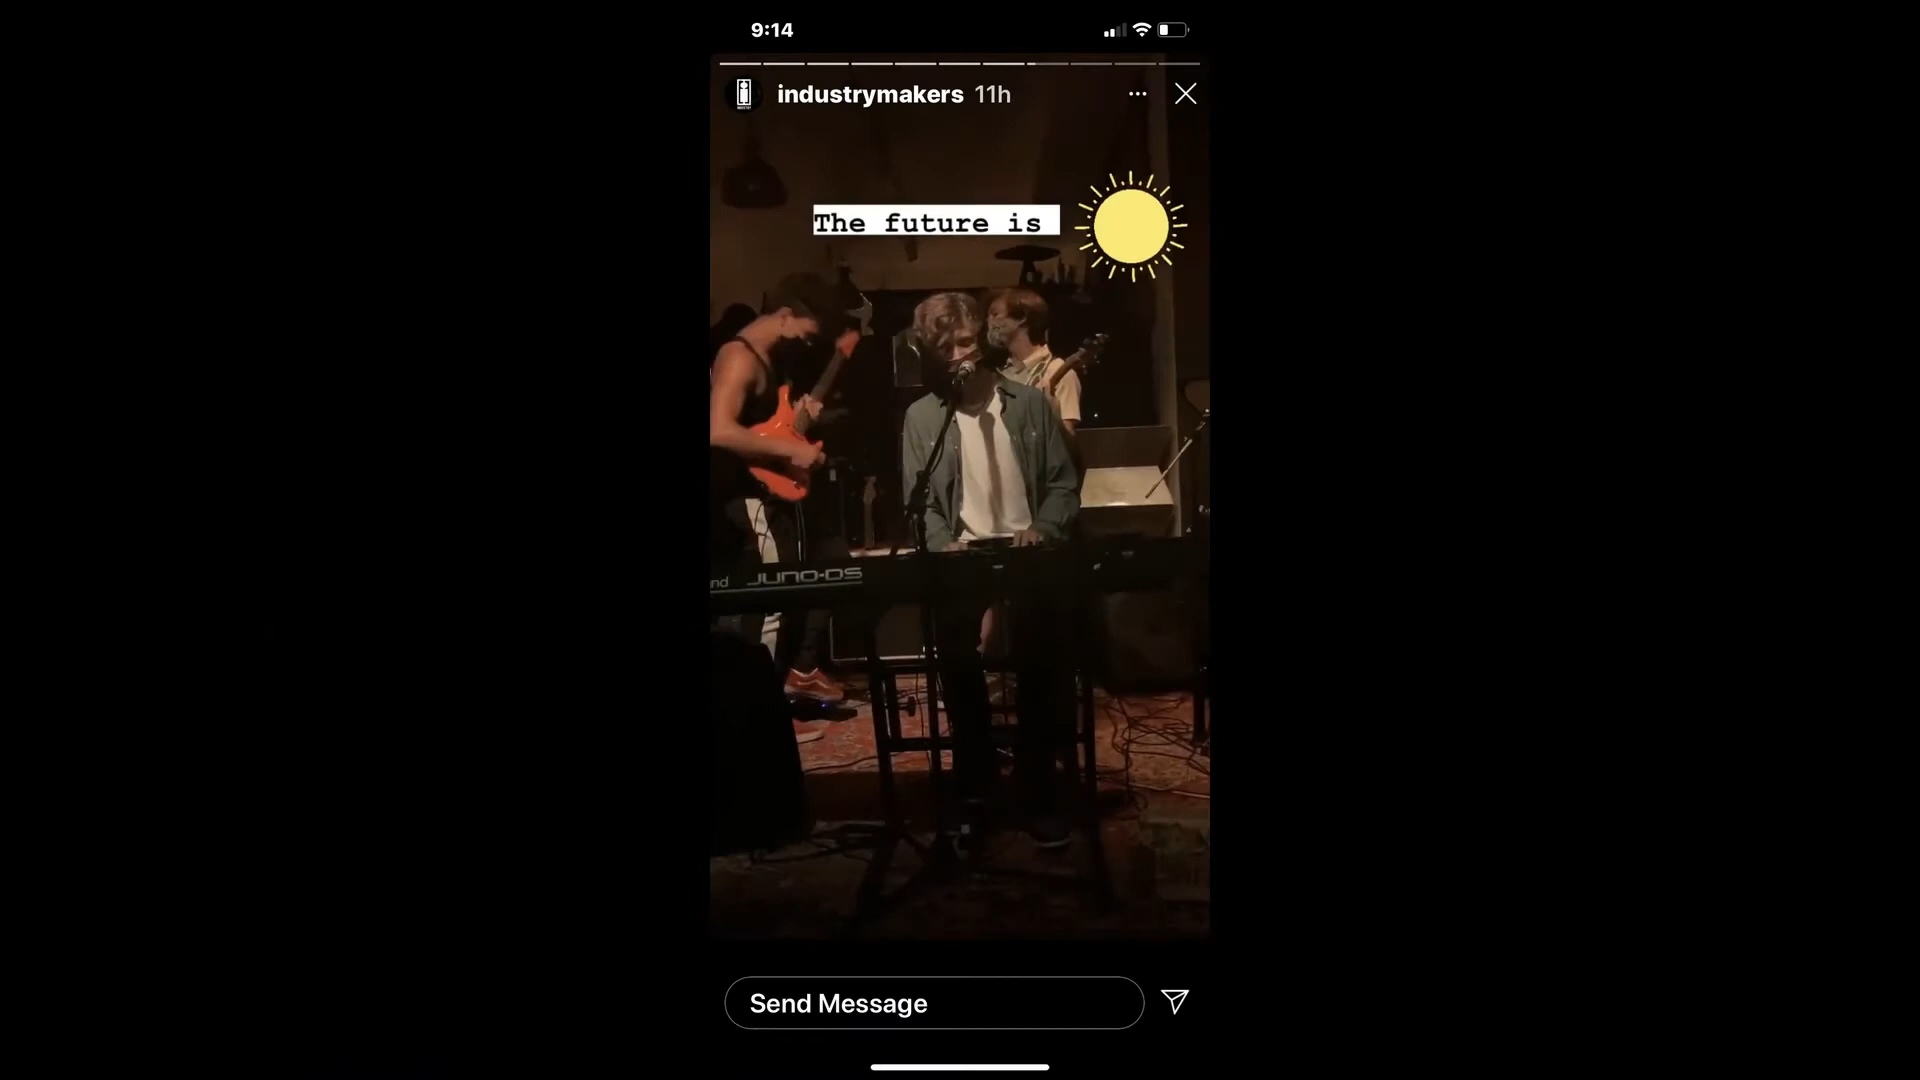 9:14
industrymakers 11h
The future is
nd JUNO-DS
Send Message